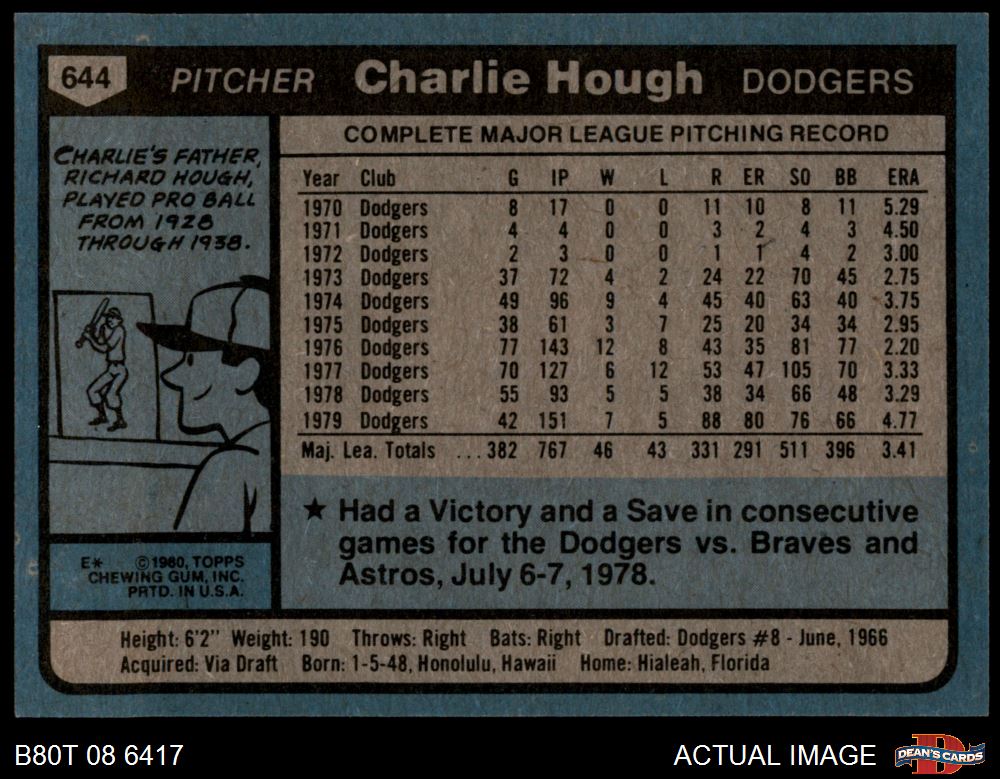 644 PITCHER Charlie Hough DODGERS
CHARLIE'S FATHER,
RICHARD HOUGH,
PLAYED PRO BALL
FROM 1928
THROUGH 1938.
COMPLETE MAJOR LEAGUE PITCHING RECORD
Year Club G IP W L R ER SO BB ERA
1970 Dodgers 8 17 0 0 11 10 8 11 5.29
1971 Dodgers 4 4 0 0 3 2 4 3 4.50
1972 Dodgers 2 3 0 0 1 1 4 2 3.00
1973 Dodgers 37 72 4 2 24 22 70 45 2.75
1974 Dodgers 49 96 9 4 45 40 63 40 3.75
1975 Dodgers 38 61 3 7 25 20 34 34 2.95
1976 Dodgers 77 143 12 8 43 35 81 77 2.20
1977 Dodgers 70 127 6 12 53 47 105 70 3.33
1978 Dodgers 55 93 5 5 38 34 66 48 3.29
1979 Dodgers 42 151 7 5 88 80 76 66 4.77
Maj. Lea. Totals ...382 767 46 43 331 291 511 396 3.41
★ Had a Victory and a Save in consecutive
games for the Dodgers vs. Braves and
Astros, July 6-7, 1978.
E* ©1980, TOPPS
CHEWING GUM, INC.
PRTD. IN U.S.A.
Height: 6'2" Weight: 190 Throws: Right Bats: Right Drafted: Dodgers #8 - June, 1966
Acquired: Via Draft Born: 1-5-48, Honolulu, Hawaii Home: Hialeah, Florida
B80T 08 6417 ACTUAL IMAGE D DEAN'S CARDS